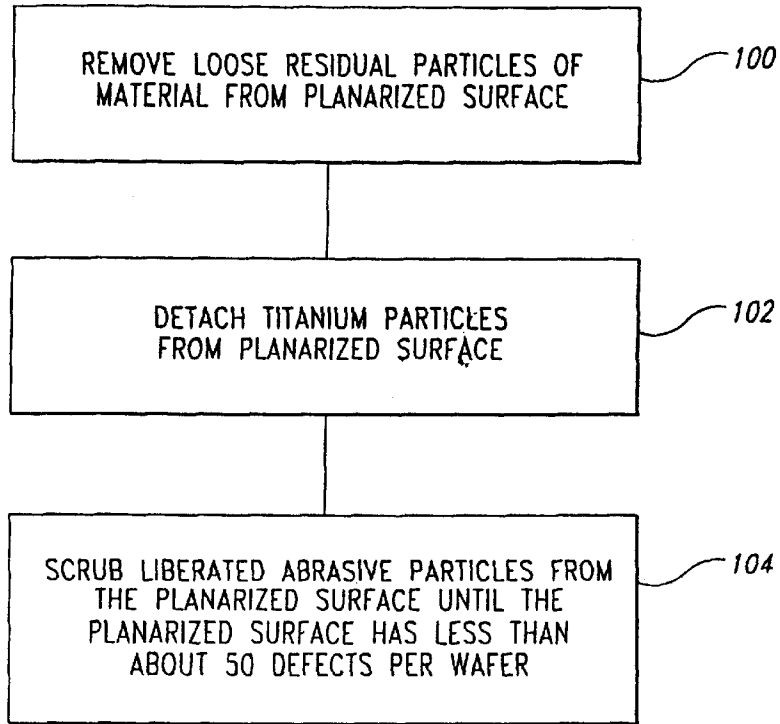 REMOVE LOOSE RESIDUAL PARTICLES OF
MATERIAL FROM PLANARIZED SURFACE
100
DETACH TITANIUM PARTICLES
FROM PLANARIZED SURFACE
102
SCRUB LIBERATED ABRASIVE PARTICLES FROM
THE PLANARIZED SURFACE UNTIL THE
PLANARIZED SURFACE HAS LESS THAN
ABOUT 50 DEFECTS PER WAFER
104